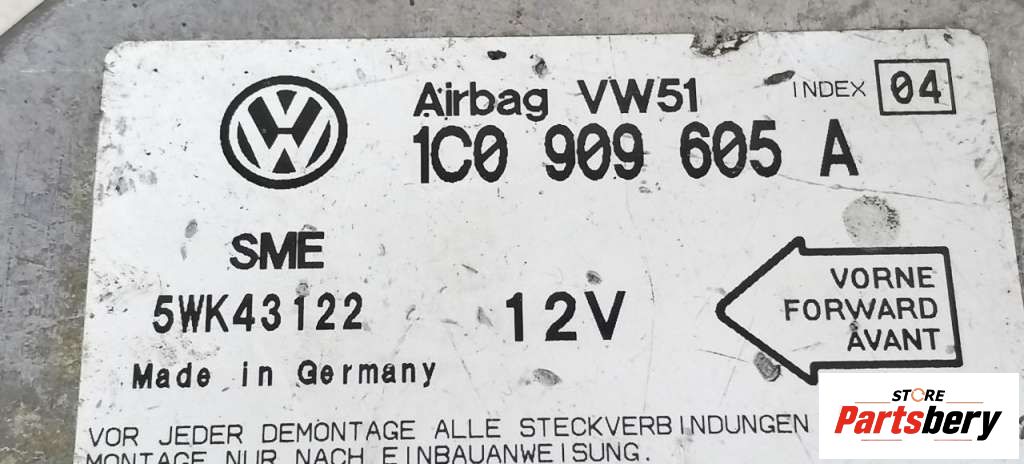 Airbag VW51 INDEX 04
1C0 909 605 A
SME
5WK43122
12V
VORNE
FORWARD
AVANT
Made in Germany
VOR JEDER DEMONTAGE ALLE STECKVERBINDUNGEN
MONTAGE NUR NACH EINBAUANWEISUNG.
STORE
Partsbery